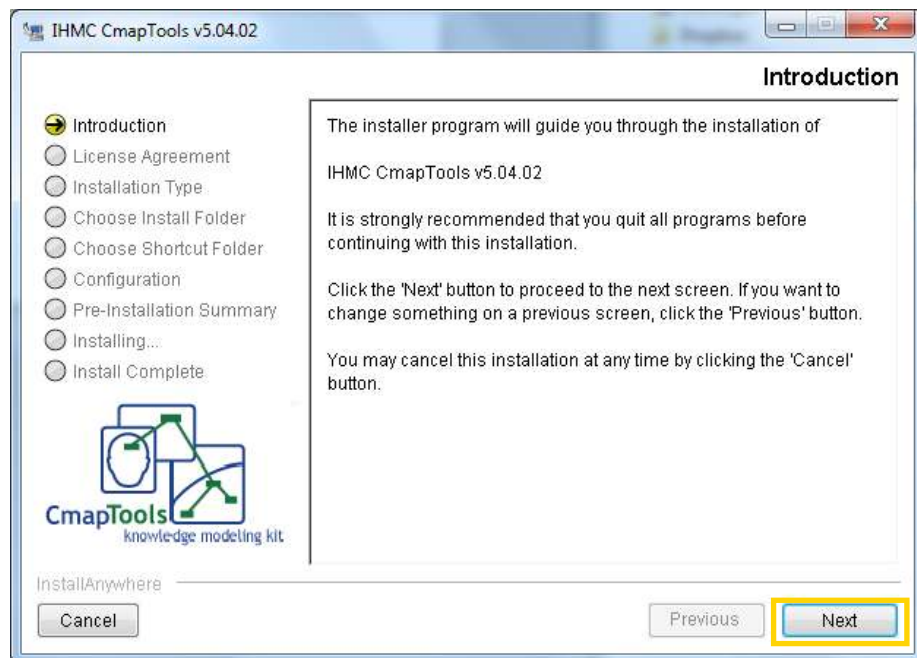 IHMC CmapTools v5.04.02
Introduction
Introduction
License Agreement
Installation Type
Choose Install Folder
Choose Shortcut Folder
Configuration
Pre-Installation Summary
Installing...
Install Complete
CmapTools
knowledge modeling kit
The installer program will guide you through the installation of
IHMC CmapTools v5.04.02
It is strongly recommended that you quit all programs before
continuing with this installation.
Click the 'Next' button to proceed to the next screen. If you want to
change something on a previous screen, click the 'Previous' button.
You may cancel this installation at any time by clicking the 'Cancel'
button.
InstallAnywhere
Cancel
Previous
Next